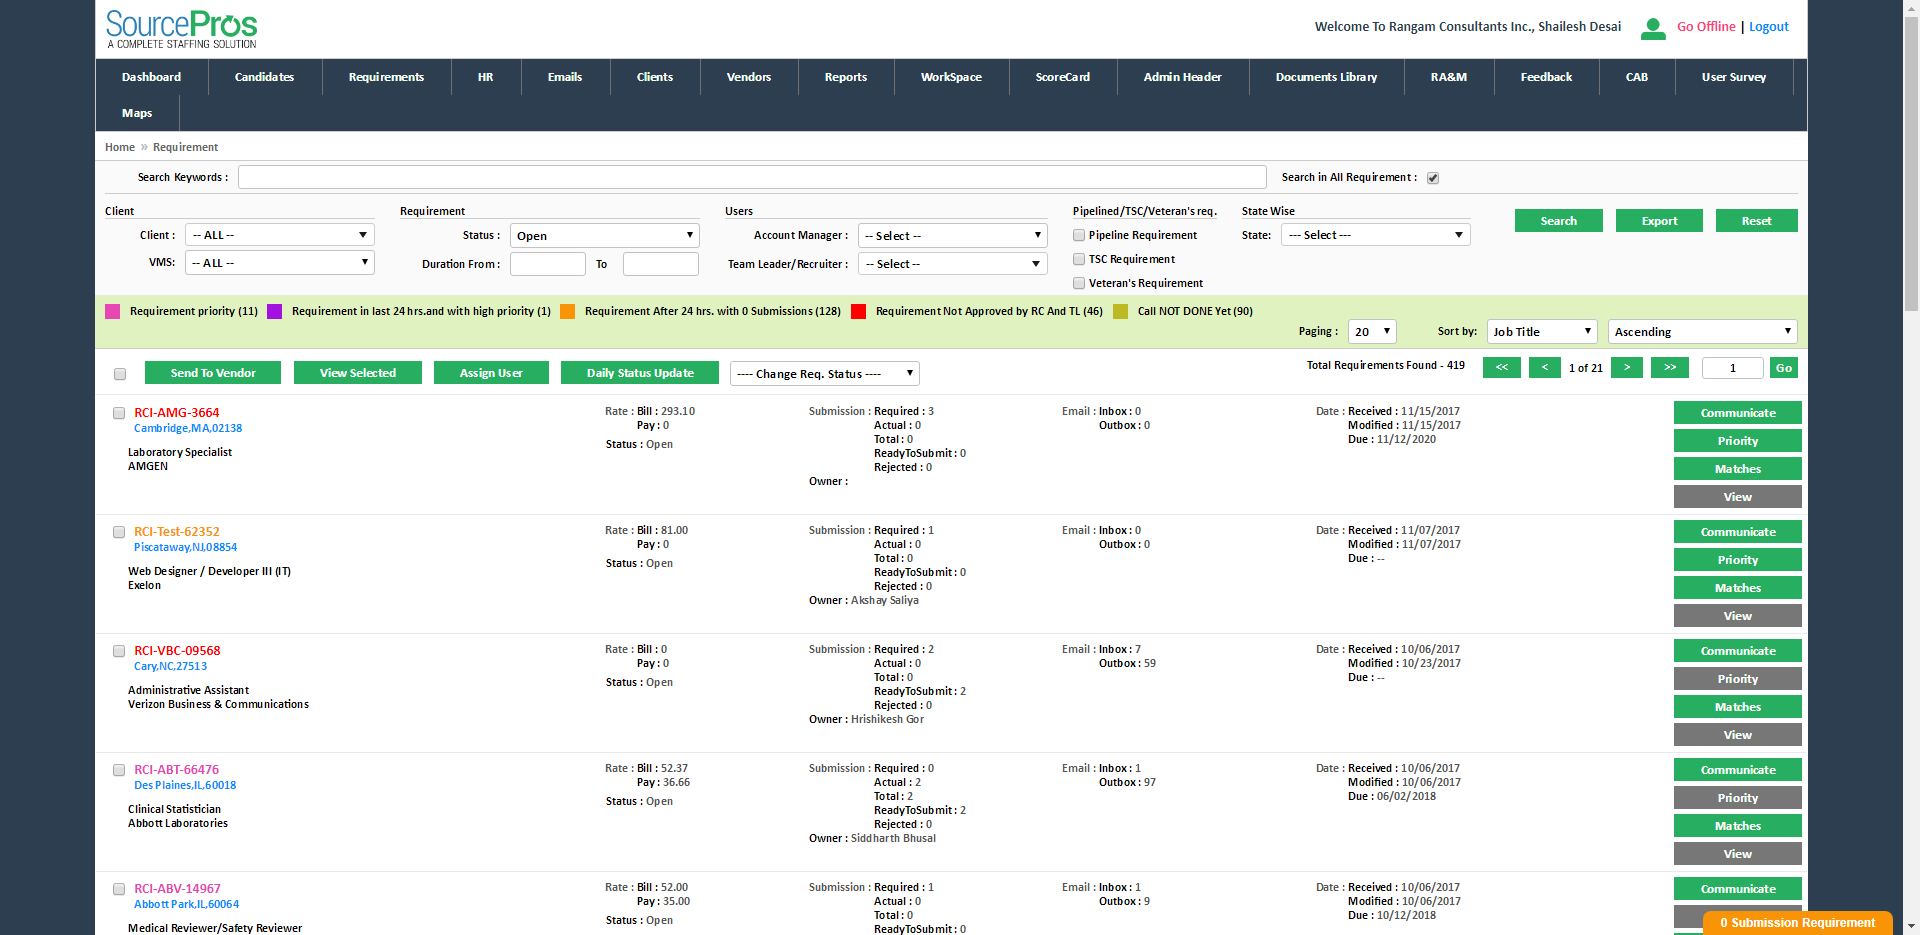 SourcePros
A COMPLETE STAFFING SOLUTION
Welcome To Rangam Consultants Inc., Shailesh Desai
Go Offline | Logout
Dashboard Candidates Requirements HR Emails Clients Vendors Reports WorkSpace ScoreCard Admin Header Documents Library RA&M Feedback CAB User Survey
Maps
Home » Requirement
Search Keywords : Search in All Requirement :
Client Requirement Users Pipelined/TSC/Veteran's req. State Wise
Search Export Reset
Client : -- ALL -- Status : Open Account Manager : -- Select -- Pipeline Requirement State: --- Select ---
VMS: -- ALL -- Duration From : To Team Leader/Recruiter : -- Select -- TSC Requirement
Veteran's Requirement
Requirement priority (11) Requirement in last 24 hrs.and with high priority (1) Requirement After 24 hrs. with 0 Submissions (128) Requirement Not Approved by RC And TL (46) Call NOT DONE Yet (90)
Paging : 20 Sort by: Job Title Ascending
Send To Vendor View Selected Assign User Daily Status Update ---- Change Req. Status ---- Total Requirements Found - 419 << < 1 of 21 > >> 1 Go
RCI-AMG-3664
Cambridge,MA,02138
Laboratory Specialist
AMGEN
Rate : Bill : 293.10
Pay : 0
Status : Open
Submission : Required : 3
Actual : 0
Total : 0
ReadyToSubmit : 0
Rejected : 0
Owner :
Email : Inbox : 0
Outbox : 0
Date : Received : 11/15/2017
Modified : 11/15/2017
Due : 11/12/2020
Communicate
Priority
Matches
View
RCI-Test-62352
Piscataway,NJ,08854
Web Designer / Developer III (IT)
Exelon
Rate : Bill : 81.00
Pay : 0
Status : Open
Submission : Required : 1
Actual : 0
Total : 0
ReadyToSubmit : 0
Rejected : 0
Owner : Akshay Saliya
Email : Inbox : 0
Outbox : 0
Date : Received : 11/07/2017
Modified : 11/07/2017
Due : --
Communicate
Priority
Matches
View
RCI-VBC-09568
Cary,NC,27513
Administrative Assistant
Verizon Business & Communications
Rate : Bill : 0
Pay : 0
Status : Open
Submission : Required : 2
Actual : 0
Total : 0
ReadyToSubmit : 2
Rejected : 0
Owner : Hrishikesh Gor
Email : Inbox : 7
Outbox : 59
Date : Received : 10/06/2017
Modified : 10/23/2017
Due : --
Communicate
Priority
Matches
View
RCI-ABT-66476
Des Plaines,IL,60018
Clinical Statistician
Abbott Laboratories
Rate : Bill : 52.37
Pay : 36.66
Status : Open
Submission : Required : 0
Actual : 2
Total : 2
ReadyToSubmit : 2
Rejected : 0
Owner : Siddharth Bhusal
Email : Inbox : 1
Outbox : 97
Date : Received : 10/06/2017
Modified : 10/06/2017
Due : 06/02/2018
Communicate
Priority
Matches
View
RCI-ABV-14967
Abbott Park,IL,60064
Medical Reviewer/Safety Reviewer
Rate : Bill : 52.00
Pay : 35.00
Status : Open
Submission : Required : 1
Actual : 0
Total : 0
ReadyToSubmit : 0
Email : Inbox : 1
Outbox : 9
Date : Received : 10/06/2017
Modified : 10/06/2017
Due : 10/12/2018
Communicate
0 Submission Requirement